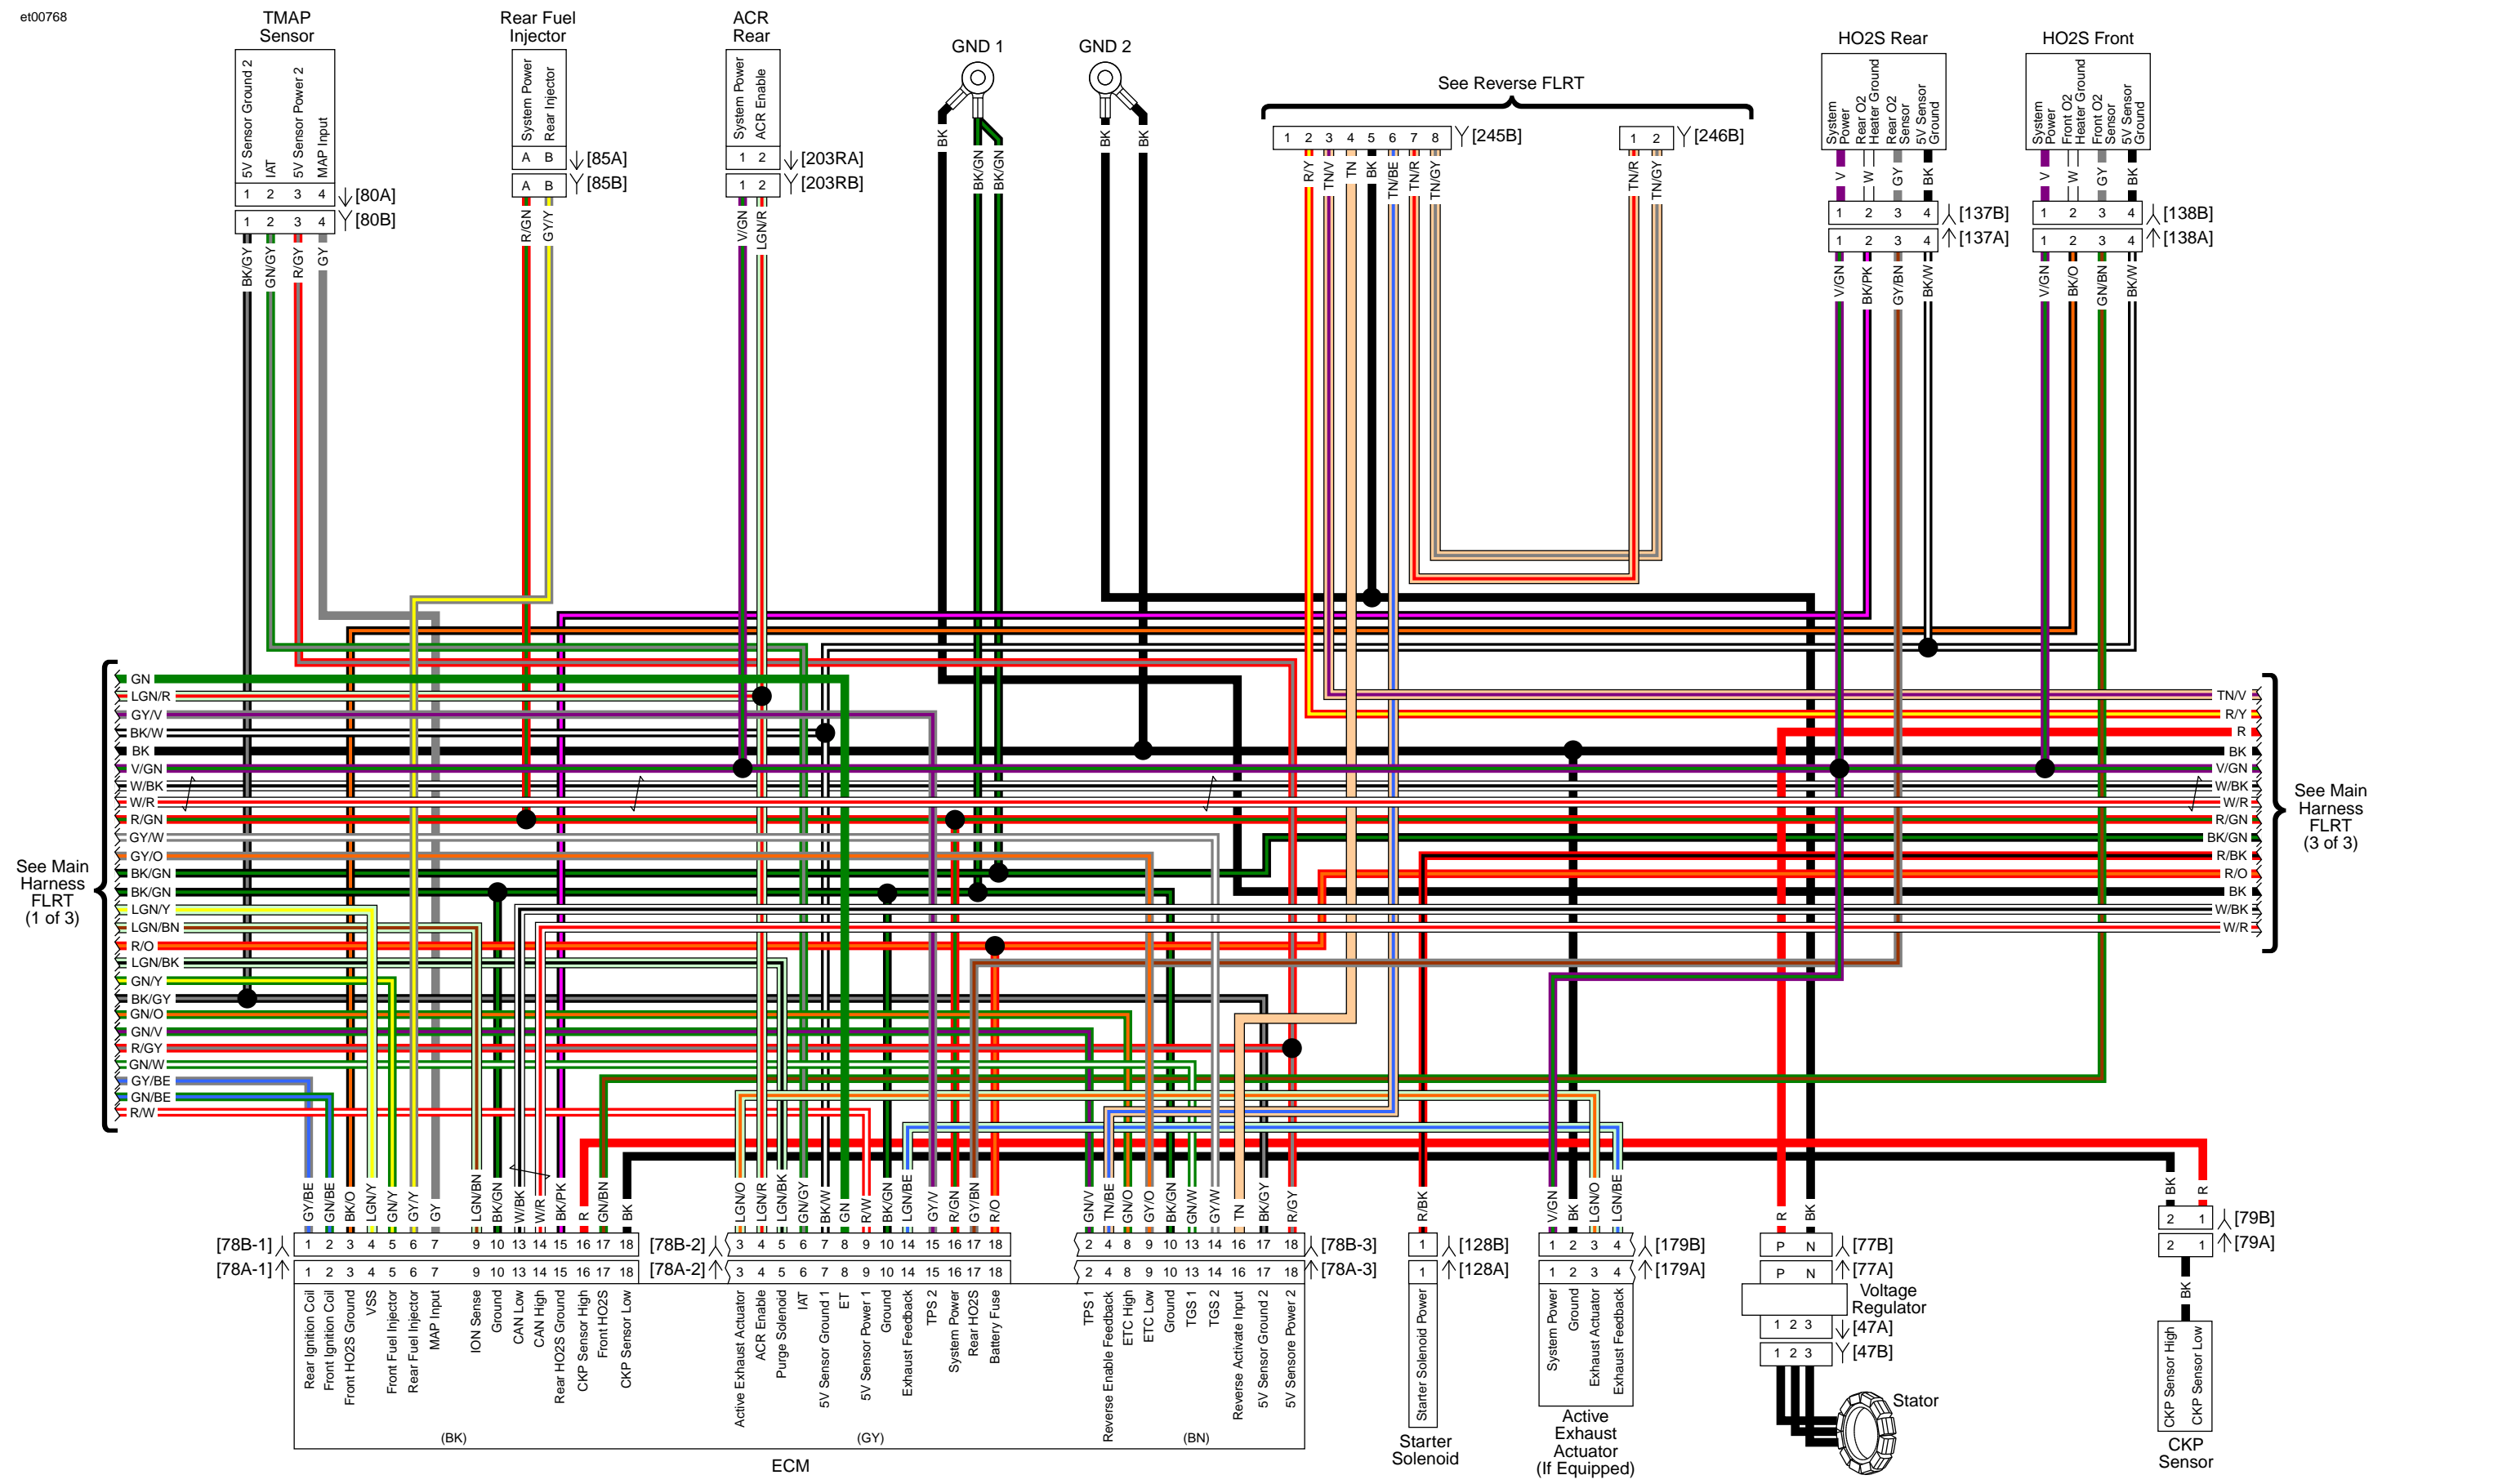 et00768
TMAP
Sensor
Rear Fuel
Injector
ACR
Rear
GND 1
GND 2
See Reverse FLRT
HO2S Rear
HO2S Front
5V Sensor Ground 2
IAT
5V Sensor Power 2
MAP Input
System Power
Rear Injector
System Power
ACR Enable
System
Power
Rear O2
Heater Ground
Rear O2
Sensor
5V Sensor
Ground
System
Power
Front O2
Heater Ground
Front O2
Sensor
5V Sensor
Ground
1 2 3 4 [80A]
1 2 3 4 [80B]
A B [85A]
A B [85B]
1 2 [203RA]
1 2 [203RB]
1 2 3 4 5 6 7 8 [245B]
1 2 [246B]
V W GY BK
V W GY BK
1 2 3 4 [137B]
1 2 3 4 [137A]
1 2 3 4 [138B]
1 2 3 4 [138A]
BK/GY GN/GY R/GY GY
R/GN GY/Y
V/GN LGN/R
BK BK/GN BK/GN
BK BK
R/Y TN/V TN BK TN/BE TN/R TN/GY
TN/R TN/GY
V/GN BK/PK GY/BN BK/W
V/GN BK/O GN/BN BK/W
See Main
Harness
FLRT
(1 of 3)
GN
LGN/R
GY/V
BK/W
BK
V/GN
W/BK
W/R
R/GN
GY/W
GY/O
BK/GN
BK/GN
LGN/Y
LGN/BN
R/O
LGN/BK
GN/Y
BK/GY
GN/O
GN/V
R/GY
GN/W
GY/BE
GN/BE
R/W
TN/V
R/Y
R
BK
V/GN
W/BK
W/R
R/GN
BK/GN
R/BK
R/O
BK
W/BK
W/R
See Main
Harness
FLRT
(3 of 3)
GY/BE GN/BE BK/O LGN/Y GN/Y GY/Y GY LGN/BN BK/GN W/BK W/R BK/PK R GN/BN BK
LGN/O LGN/R LGN/BK GN/GY BK/W GN R/W BK/GN LGN/BE GY/V R/GN GY/BN R/O
GN/V TN/BE GN/O GY/O BK/GN GN/W GY/W TN BK/GY R/GY
R/BK
V/GN BK LGN/O LGN/BE
R BK
BK R
[78B-1] 1 2 3 4 5 6 7 9 10 13 14 15 16 17 18
[78A-1] 1 2 3 4 5 6 7 9 10 13 14 15 16 17 18
[78B-2] 3 4 5 6 7 8 9 10 14 15 16 17 18
[78A-2] 3 4 5 6 7 8 9 10 14 15 16 17 18
2 4 8 9 10 13 14 16 17 18 [78B-3]
2 4 8 9 10 13 14 16 17 18 [78A-3]
1 [128B]
1 [128A]
1 2 3 4 [179B]
1 2 3 4 [179A]
P N [77B]
P N [77A]
2 1 [79B]
2 1 [79A]
Rear Ignition Coil
Front Ignition Coil
Front HO2S Ground
VSS
Front Fuel Injector
Rear Fuel Injector
MAP Input
ION Sense
Ground
CAN Low
CAN High
Rear HO2S Ground
CKP Sensor High
Front HO2S
CKP Sensor Low
(BK)
Active Exhaust Actuator
ACR Enable
Purge Solenoid
IAT
5V Sensor Ground 1
ET
5V Sensor Power 1
Ground
Exhaust Feedback
TPS 2
System Power
Rear HO2S
Battery Fuse
(GY)
TPS 1
Reverse Enable Feedback
ETC High
ETC Low
Ground
TGS 1
TGS 2
Reverse Activate Input
5V Sensor Ground 2
5V Sensore Power 2
(BN)
ECM
Starter Solenoid Power
Starter
Solenoid
System Power
Ground
Exhaust Actuator
Exhaust Feedback
Active
Exhaust
Actuator
(If Equipped)
Voltage
Regulator
1 2 3 [47A]
1 2 3 [47B]
Stator
BK
CKP Sensor High
CKP Sensor Low
CKP
Sensor